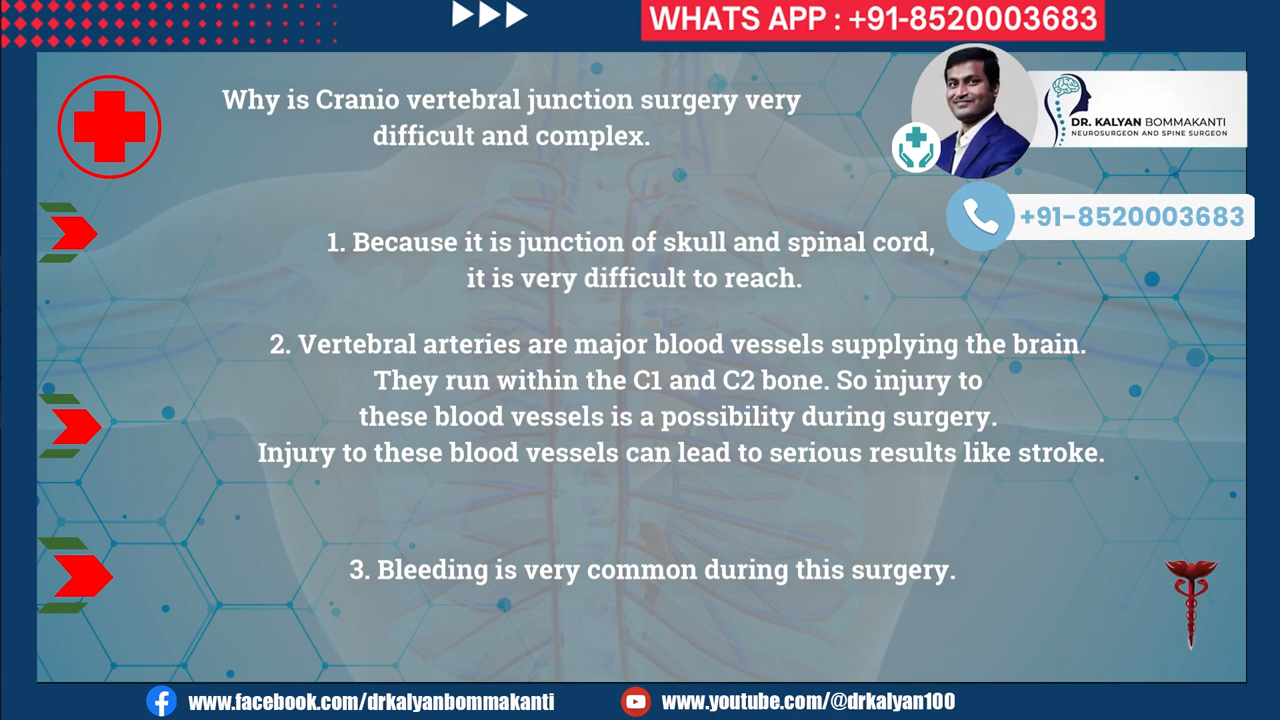 WHATS APP : +91-8520003683
Why is Cranio vertebral junction surgery very
difficult and complex.
DR. KALYAN BOMMAKANTI
NEUROSURGEON AND SPINE SURGEON
+91-8520003683
1. Because it is junction of skull and spinal cord,
it is very difficult to reach.
2. Vertebral arteries are major blood vessels supplying the brain.
They run within the C1 and C2 bone. So injury to
these blood vessels is a possibility during surgery.
Injury to these blood vessels can lead to serious results like stroke.
3. Bleeding is very common during this surgery.
www.facebook.com/drkalyanbommakanti
www.youtube.com/@drkalyan100